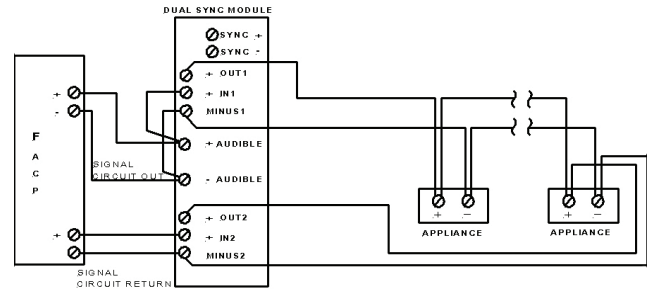 DUAL SYNC MODULE
SYNC +
SYNC -
+ OUT1
+ IN1
MINUS1
+ AUDIBLE
- AUDIBLE
+ OUT2
+ IN2
MINUS2
+
-
F
A
C
P
+
-
SIGNAL
CIRCUIT OUT
SIGNAL
CIRCUIT RETURN
+ -
APPLIANCE
+ -
APPLIANCE